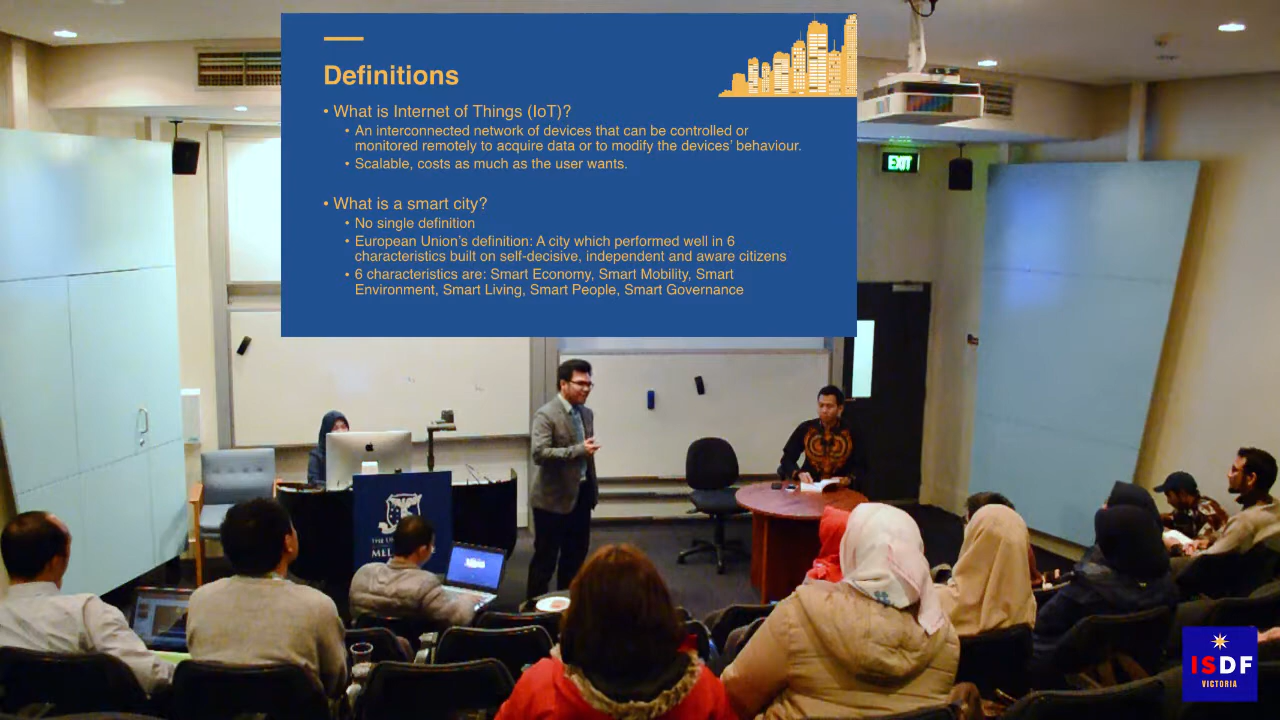 Definitions
• What is Internet of Things (IoT)?
• An interconnected network of devices that can be controlled or
monitored remotely to acquire data or to modify the devices' behaviour.
• Scalable, costs as much as the user wants.
• What is a smart city?
• No single definition
• European Union's definition: A city which performed well in 6
characteristics built on self-decisive, independent and aware citizens
• 6 characteristics are: Smart Economy, Smart Mobility, Smart
Environment, Smart Living, Smart People, Smart Governance
EXIT
THE
MEL
ISDF
VICTORIA